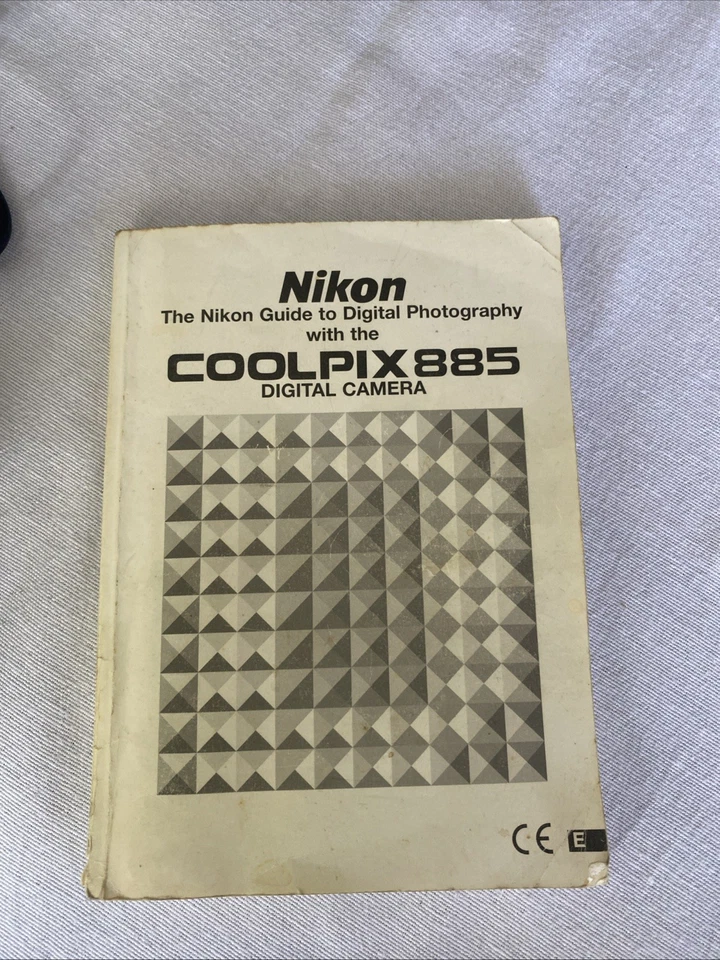 Nikon
The Nikon Guide to Digital Photography
with the
COOLPIX885
DIGITAL CAMERA
CE E